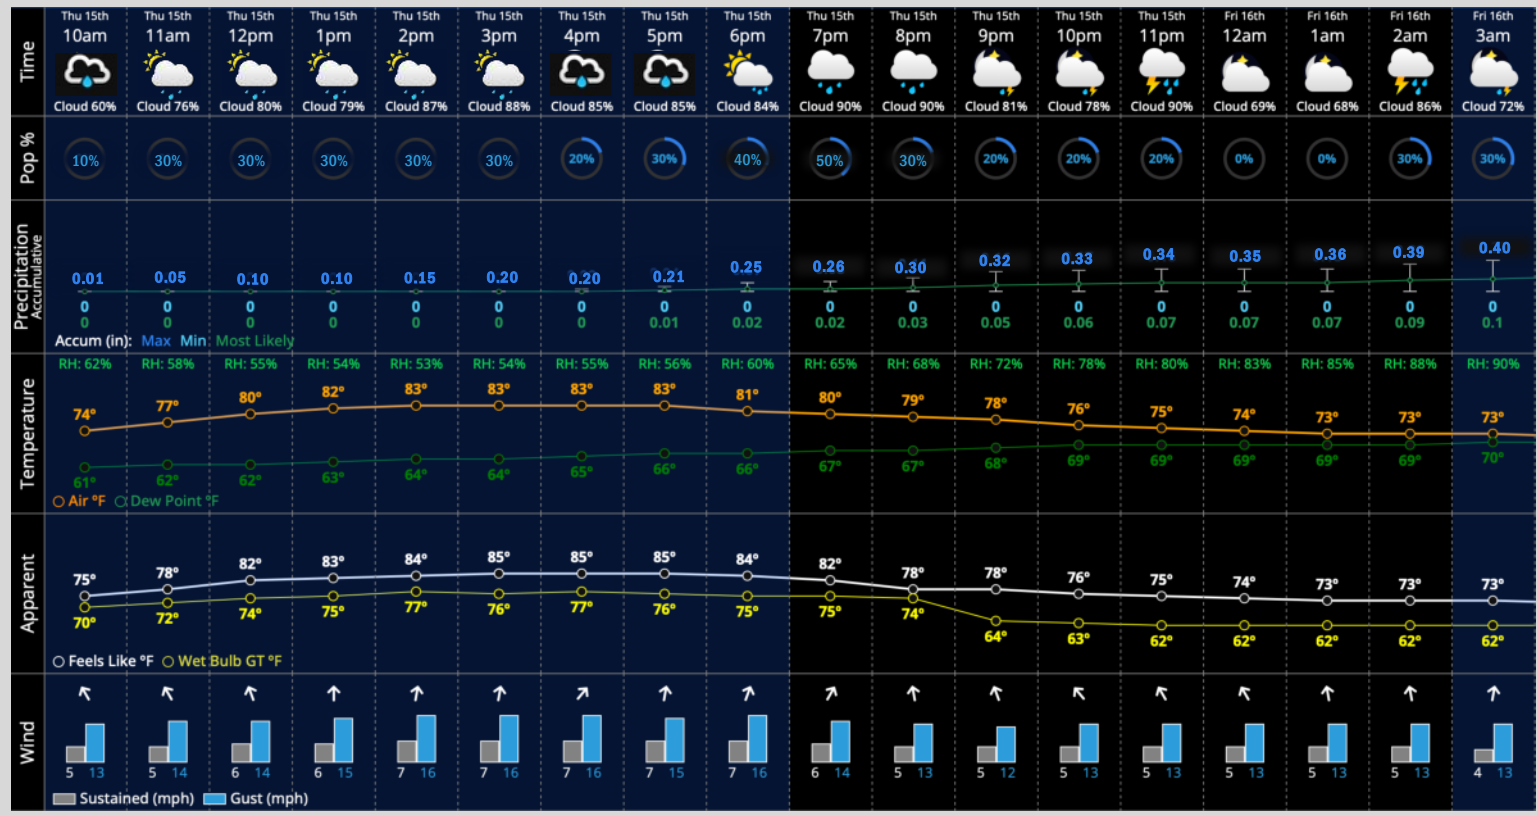 Thu 15th Thu 15th Thu 15th Thu 15th Thu 15th Thu 15th Thu 15th Thu 15th Thu 15th Thu 15th Thu 15th Thu 15th Thu 15th Thu 15th Fri 16th Fri 16th Fri 16th Fri 16th
Time 10am 11am 12pm 1pm 2pm 3pm 4pm 5pm 6pm 7pm 8pm 9pm 10pm 11pm 12am 1am 2am 3am
Cloud 60% Cloud 76% Cloud 80% Cloud 79% Cloud 87% Cloud 88% Cloud 85% Cloud 85% Cloud 84% Cloud 90% Cloud 90% Cloud 81% Cloud 78% Cloud 90% Cloud 69% Cloud 68% Cloud 86% Cloud 72%
Pop % 10% 30% 30% 30% 30% 30% 20% 30% 40% 50% 30% 20% 20% 20% 0% 0% 30% 30%
Precipitation
Accumulative
0.01 0.05 0.10 0.10 0.15 0.20 0.20 0.21 0.25 0.26 0.30 0.32 0.33 0.34 0.35 0.36 0.39 0.40
0 0 0 0 0 0 0 0 0 0 0 0 0 0 0 0 0 0
0 0 0 0 0 0 0 0.01 0.02 0.02 0.03 0.05 0.06 0.07 0.07 0.07 0.09 0.1
Accum (in): Max Min Most Likely
Temperature
RH: 62% RH: 58% RH: 55% RH: 54% RH: 53% RH: 54% RH: 55% RH: 56% RH: 60% RH: 65% RH: 68% RH: 72% RH: 78% RH: 80% RH: 83% RH: 85% RH: 88% RH: 90%
74° 77° 80° 82° 83° 83° 83° 83° 81° 80° 79° 78° 76° 75° 74° 73° 73° 73°
61° 62° 62° 63° 64° 64° 65° 66° 66° 67° 67° 68° 69° 69° 69° 69° 69° 70°
Air °F Dew Point °F
Apparent
75° 78° 82° 83° 84° 85° 85° 85° 84° 82° 78° 78° 76° 75° 74° 73° 73° 73°
70° 72° 74° 75° 77° 76° 77° 76° 75° 75° 74° 64° 63° 62° 62° 62° 62° 62°
Feels Like °F Wet Bulb GT °F
Wind
5 13 5 14 6 14 6 15 7 16 7 16 7 16 7 15 7 16 6 14 5 13 5 12 5 13 5 13 5 13 5 13 5 13 4 13
Sustained (mph) Gust (mph)